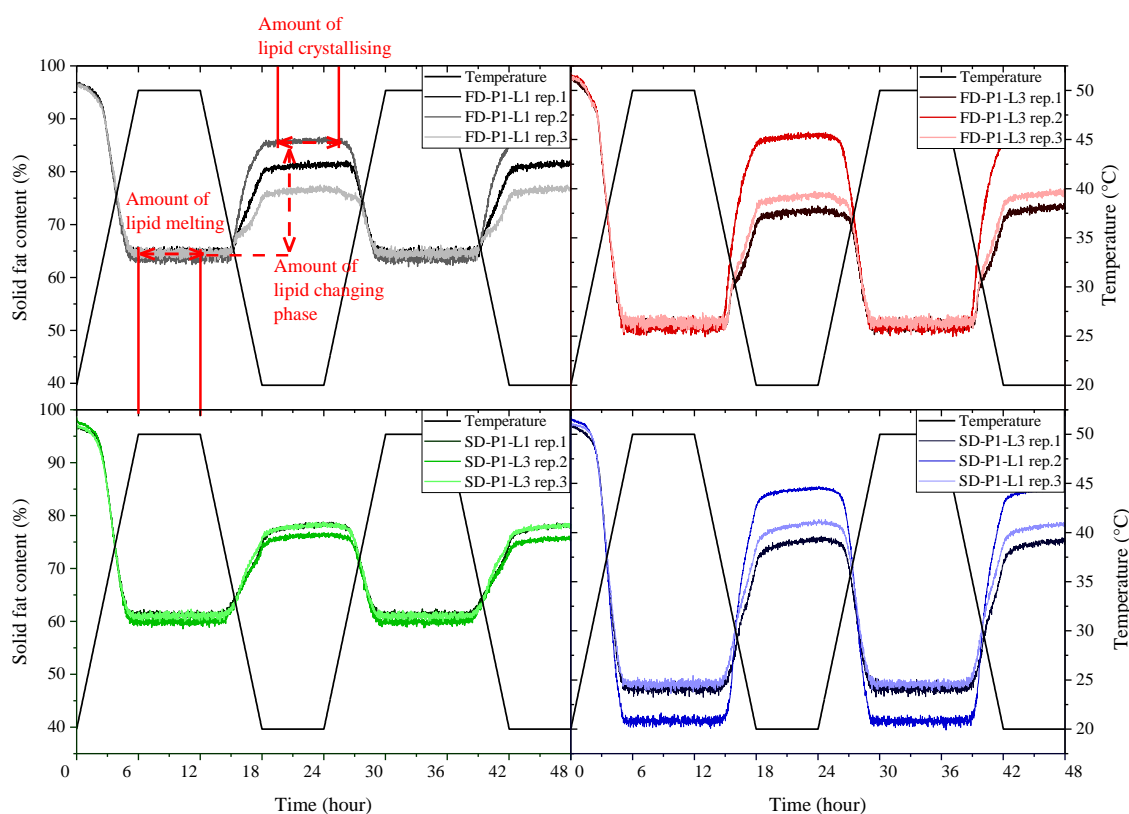 Amount of
lipid crystallising
100
90
80
70
60
50
40
Solid fat content (%)
Temperature
FD-P1-L1 rep.1
FD-P1-L1 rep.2
FD-P1-L1 rep.3
Amount of
lipid melting
Amount of
lipid changing
phase
Temperature
FD-P1-L3 rep.1
FD-P1-L3 rep.2
FD-P1-L3 rep.3
50
45
40
35
30
25
20
Temperature (°C)
100
90
80
70
60
50
40
Solid fat content (%)
Temperature
SD-P1-L1 rep.1
SD-P1-L3 rep.2
SD-P1-L3 rep.3
0 6 12 18 24 30 36 42 48
Time (hour)
Temperature
SD-P1-L3 rep.1
SD-P1-L1 rep.2
SD-P1-L1 rep.3
50
45
40
35
30
25
20
Temperature (°C)
6 12 18 24 30 36 42 48
Time (hour)